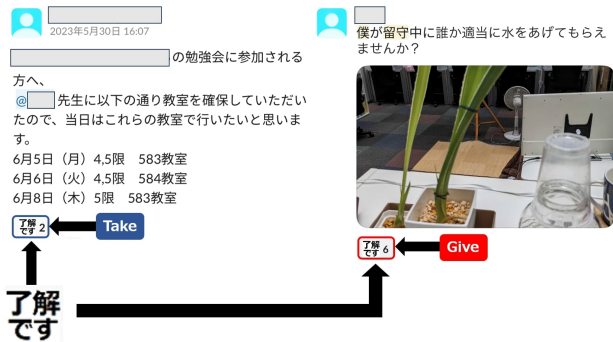 2023年5月30日 16:07
の勉強会に参加される
方へ、
@ 先生に以下の通り教室を確保していただい
たので、当日はこれらの教室で行いたいと思いま
す。
6月5日（月）4,5限　583教室
6月6日（火）4,5限　584教室
6月8日（木）5限　583教室
了解
です 2
Take
僕が留守中に誰か適当に水をあげてもらえ
ませんか？
了解
です 6
Give
了解
です